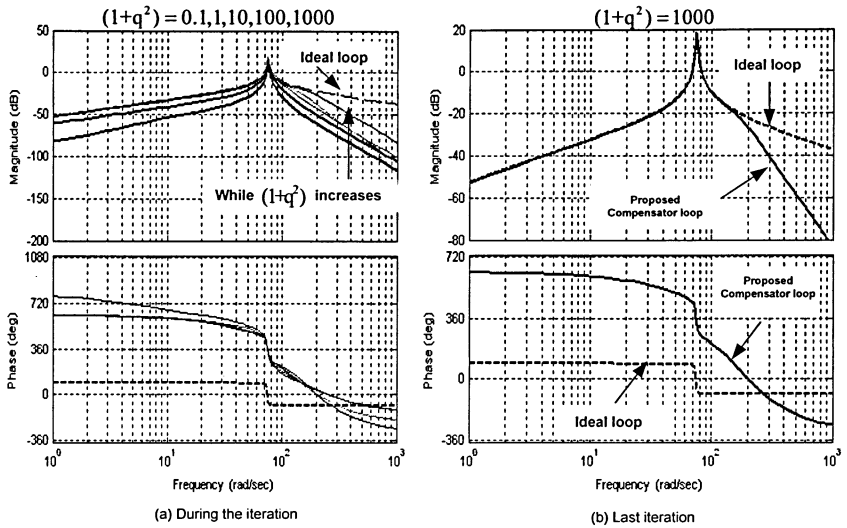 (1+q²) = 0.1,1,10,100,1000
50
0
-50
-100
-150
-200
Magnitude (dB)
Ideal loop
While (1+q²) increases
1080
720
360
0
-360
Phase (deg)
10⁰
10¹
10²
10³
Frequency (rad/sec)
(a) During the iteration
(1+q²) = 1000
20
0
-20
-40
-60
-80
Magnitude (dB)
Ideal loop
Proposed
Compensator loop
720
360
0
-360
Phase (deg)
Proposed
Compensator loop
Ideal loop
10⁰
10¹
10²
10³
Frequency (rad/sec)
(b) Last iteration